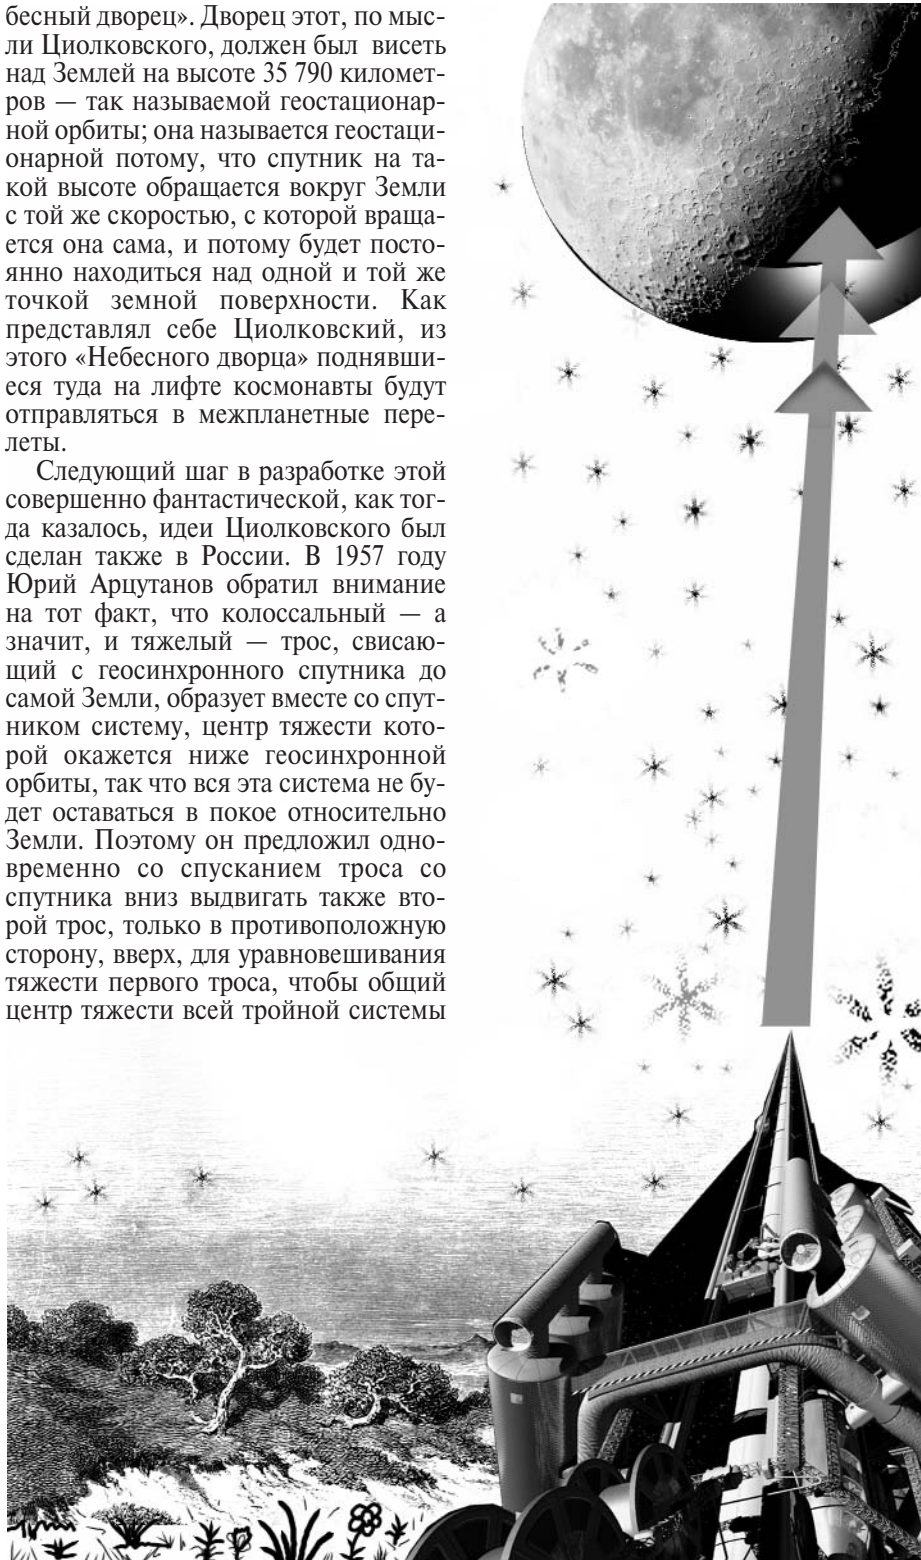 бесный дворец». Дворец этот, по мыс-
ли Циолковского, должен был висеть
над Землей на высоте 35 790 километ-
ров — так называемой геостационар-
ной орбиты; она называется геостаци-
онарной потому, что спутник на та-
кой высоте обращается вокруг Земли
с той же скоростью, с которой враща-
ется она сама, и потому будет посто-
янно находиться над одной и той же
точкой земной поверхности. Как
представлял себе Циолковский, из
этого «Небесного дворца» поднявши-
еся туда на лифте космонавты будут
отправляться в межпланетные пере-
леты.
Следующий шаг в разработке этой
совершенно фантастической, как тог-
да казалось, идеи Циолковского был
сделан также в России. В 1957 году
Юрий Арцутанов обратил внимание
на тот факт, что колоссальный — а
значит, и тяжелый — трос, свисаю-
щий с геосинхронного спутника до
самой Земли, образует вместе со спут-
ником систему, центр тяжести кото-
рой окажется ниже геосинхронной
орбиты, так что вся эта система не бу-
дет оставаться в покое относительно
Земли. Поэтому он предложил одно-
временно со спусканием троса со
спутника вниз выдвигать также вто-
рой трос, только в противоположную
сторону, вверх, для уравновешивания
тяжести первого троса, чтобы общий
центр тяжести всей тройной системы